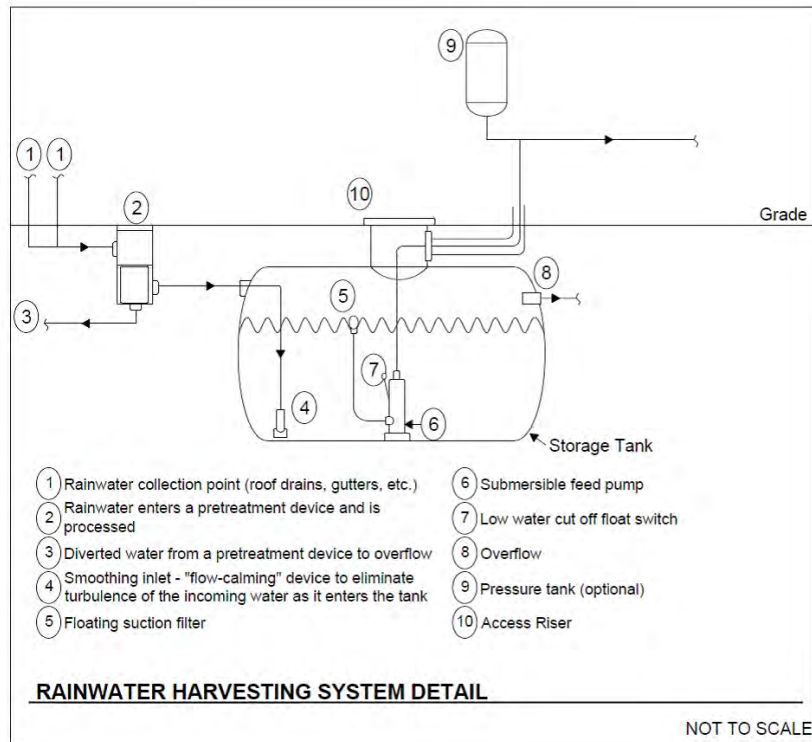 9
1 1
2
10
Grade
8
5
3
7
4
6
Storage Tank
1 Rainwater collection point (roof drains, gutters, etc.)
2 Rainwater enters a pretreatment device and is
processed
3 Diverted water from a pretreatment device to overflow
4 Smoothing inlet - "flow-calming" device to eliminate
turbulence of the incoming water as it enters the tank
5 Floating suction filter
6 Submersible feed pump
7 Low water cut off float switch
8 Overflow
9 Pressure tank (optional)
10 Access Riser
RAINWATER HARVESTING SYSTEM DETAIL
NOT TO SCALE